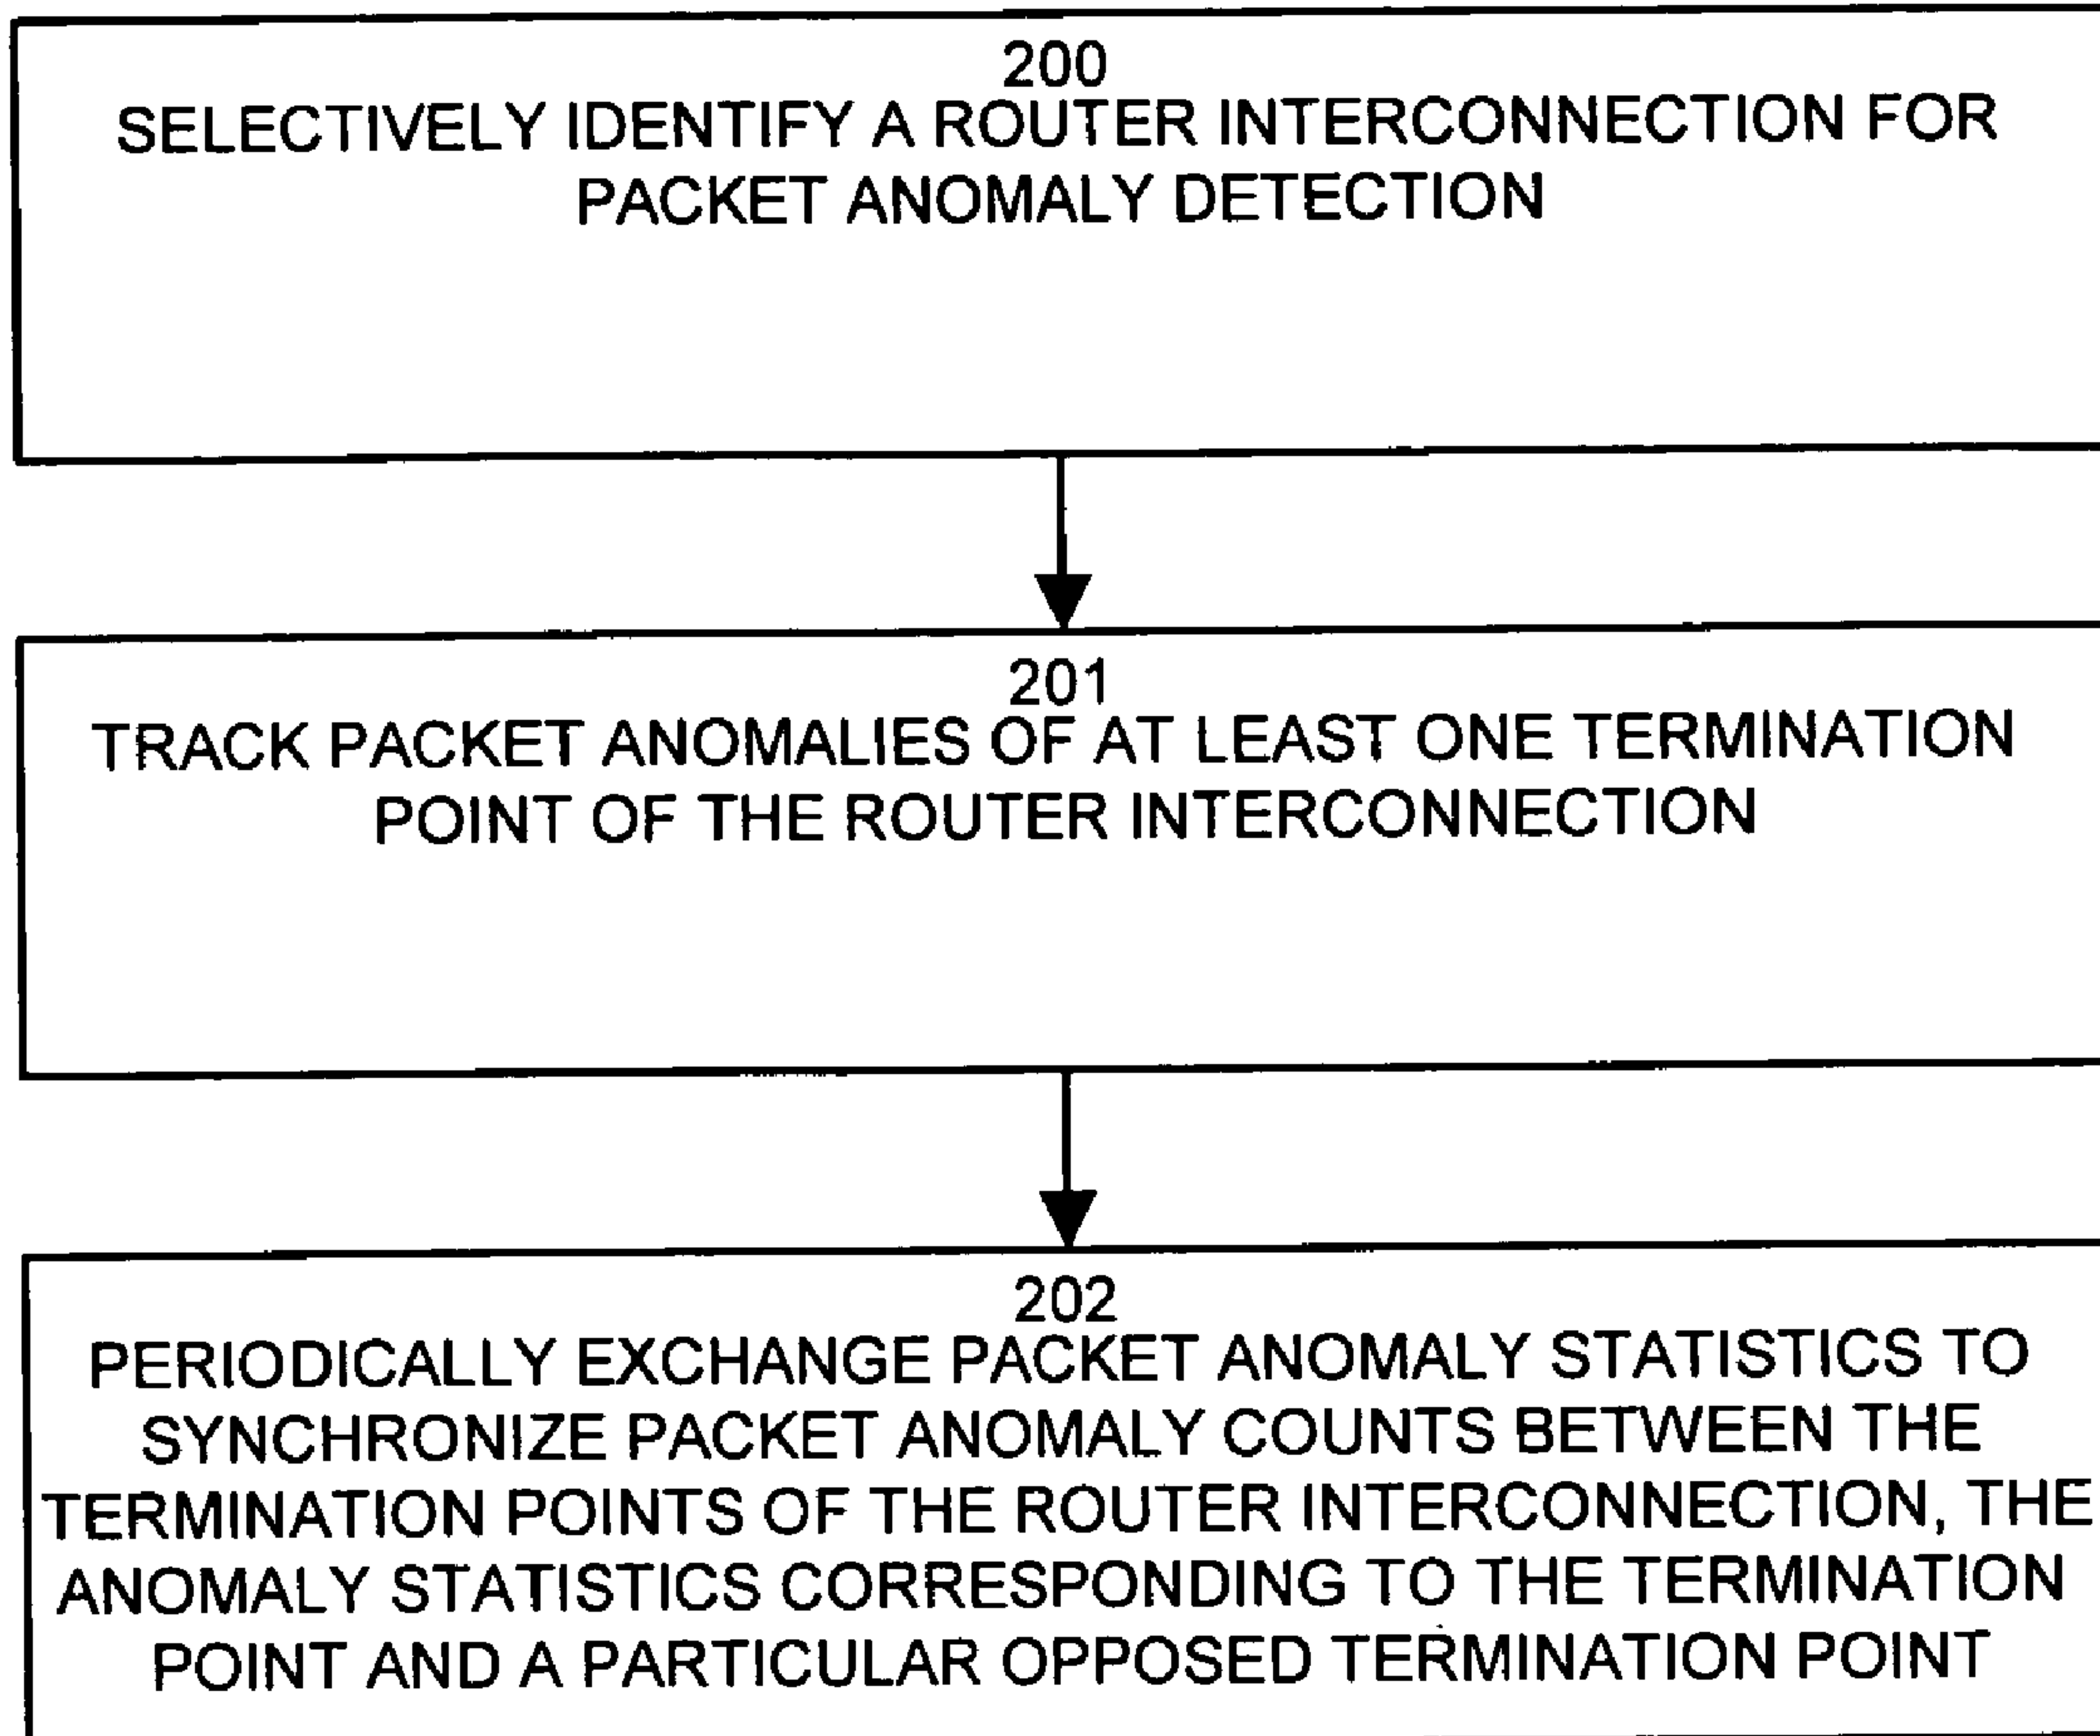 200
SELECTIVELY IDENTIFY A ROUTER INTERCONNECTION FOR
PACKET ANOMALY DETECTION
201
TRACK PACKET ANOMALIES OF AT LEAST ONE TERMINATION
POINT OF THE ROUTER INTERCONNECTION
202
PERIODICALLY EXCHANGE PACKET ANOMALY STATISTICS TO
SYNCHRONIZE PACKET ANOMALY COUNTS BETWEEN THE
TERMINATION POINTS OF THE ROUTER INTERCONNECTION, THE
ANOMALY STATISTICS CORRESPONDING TO THE TERMINATION
POINT AND A PARTICULAR OPPOSED TERMINATION POINT